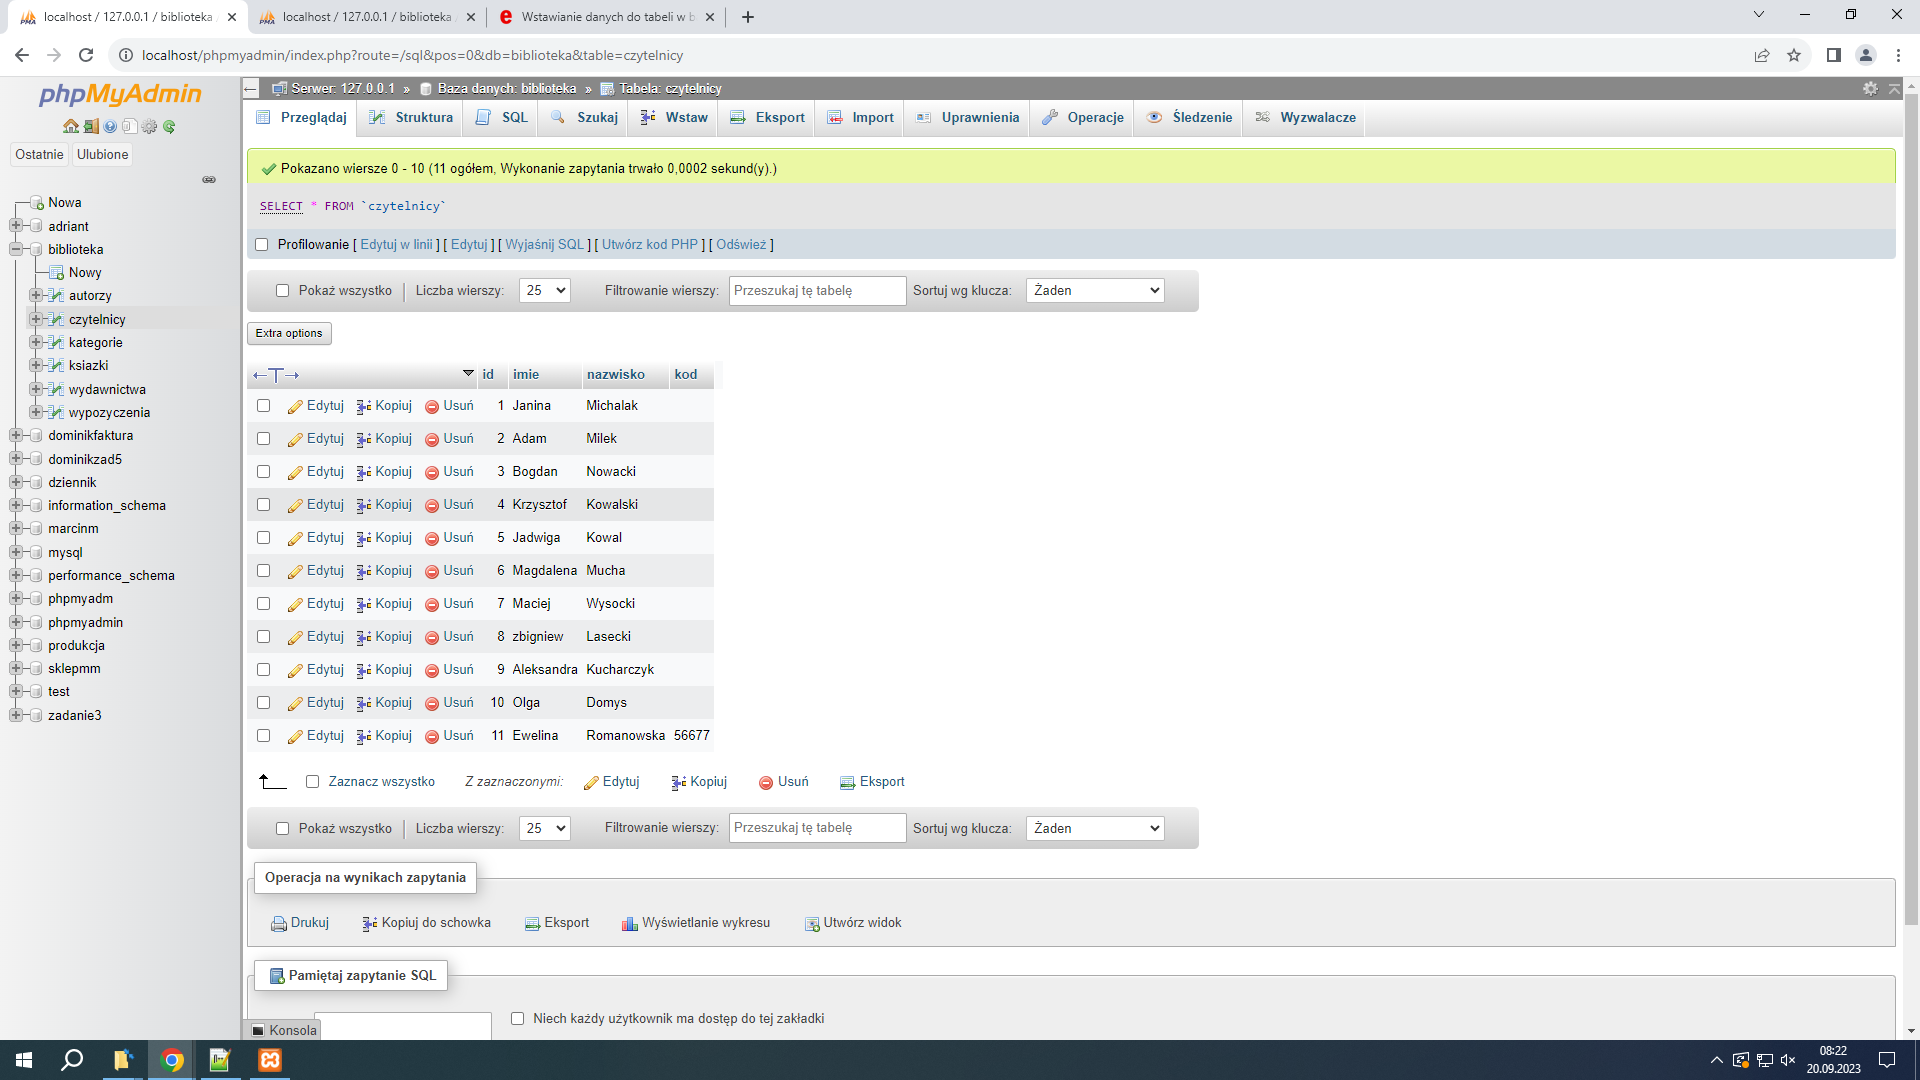 localhost / 127.0.0.1 / biblioteka
localhost / 127.0.0.1 / biblioteka
Wstawianie danych do tabeli w b
localhost/phpmyadmin/index.php?route=/sql&pos=0&db=biblioteka&table=czytelnicy
phpMyAdmin
Ostatnie
Ulubione
Nowa
adriant
biblioteka
Nowy
autorzy
czytelnicy
kategorie
ksiazki
wydawnictwa
wypozyczenia
dominikfaktura
dominikzad5
dziennik
information_schema
marcinm
mysql
performance_schema
phpmyadm
phpmyadmin
produkcja
sklepmm
test
zadanie3
Serwer: 127.0.0.1 » Baza danych: biblioteka » Tabela: czytelnicy
Przeglądaj Struktura SQL Szukaj Wstaw Eksport Import Uprawnienia Operacje Śledzenie Wyzwalacze
Pokazano wiersze 0 - 10 (11 ogółem, Wykonanie zapytania trwało 0,0002 sekund(y).)
SELECT * FROM `czytelnicy`
Profilowanie [ Edytuj w linii ] [ Edytuj ] [ Wyjaśnij SQL ] [ Utwórz kod PHP ] [ Odśwież ]
Pokaż wszystko Liczba wierszy: 25 Filtrowanie wierszy: Przeszukaj tę tabelę Sortuj wg klucza: Żaden
Extra options
←T→ id imie nazwisko kod
Edytuj Kopiuj Usuń 1 Janina Michalak
Edytuj Kopiuj Usuń 2 Adam Milek
Edytuj Kopiuj Usuń 3 Bogdan Nowacki
Edytuj Kopiuj Usuń 4 Krzysztof Kowalski
Edytuj Kopiuj Usuń 5 Jadwiga Kowal
Edytuj Kopiuj Usuń 6 Magdalena Mucha
Edytuj Kopiuj Usuń 7 Maciej Wysocki
Edytuj Kopiuj Usuń 8 zbigniew Lasecki
Edytuj Kopiuj Usuń 9 Aleksandra Kucharczyk
Edytuj Kopiuj Usuń 10 Olga Domys
Edytuj Kopiuj Usuń 11 Ewelina Romanowska 56677
Zaznacz wszystko Z zaznaczonymi: Edytuj Kopiuj Usuń Eksport
Pokaż wszystko Liczba wierszy: 25 Filtrowanie wierszy: Przeszukaj tę tabelę Sortuj wg klucza: Żaden
Operacja na wynikach zapytania
Drukuj Kopiuj do schowka Eksport Wyświetlanie wykresu Utwórz widok
Pamiętaj zapytanie SQL
Niech każdy użytkownik ma dostęp do tej zakładki
Konsola
08:22
20.09.2023